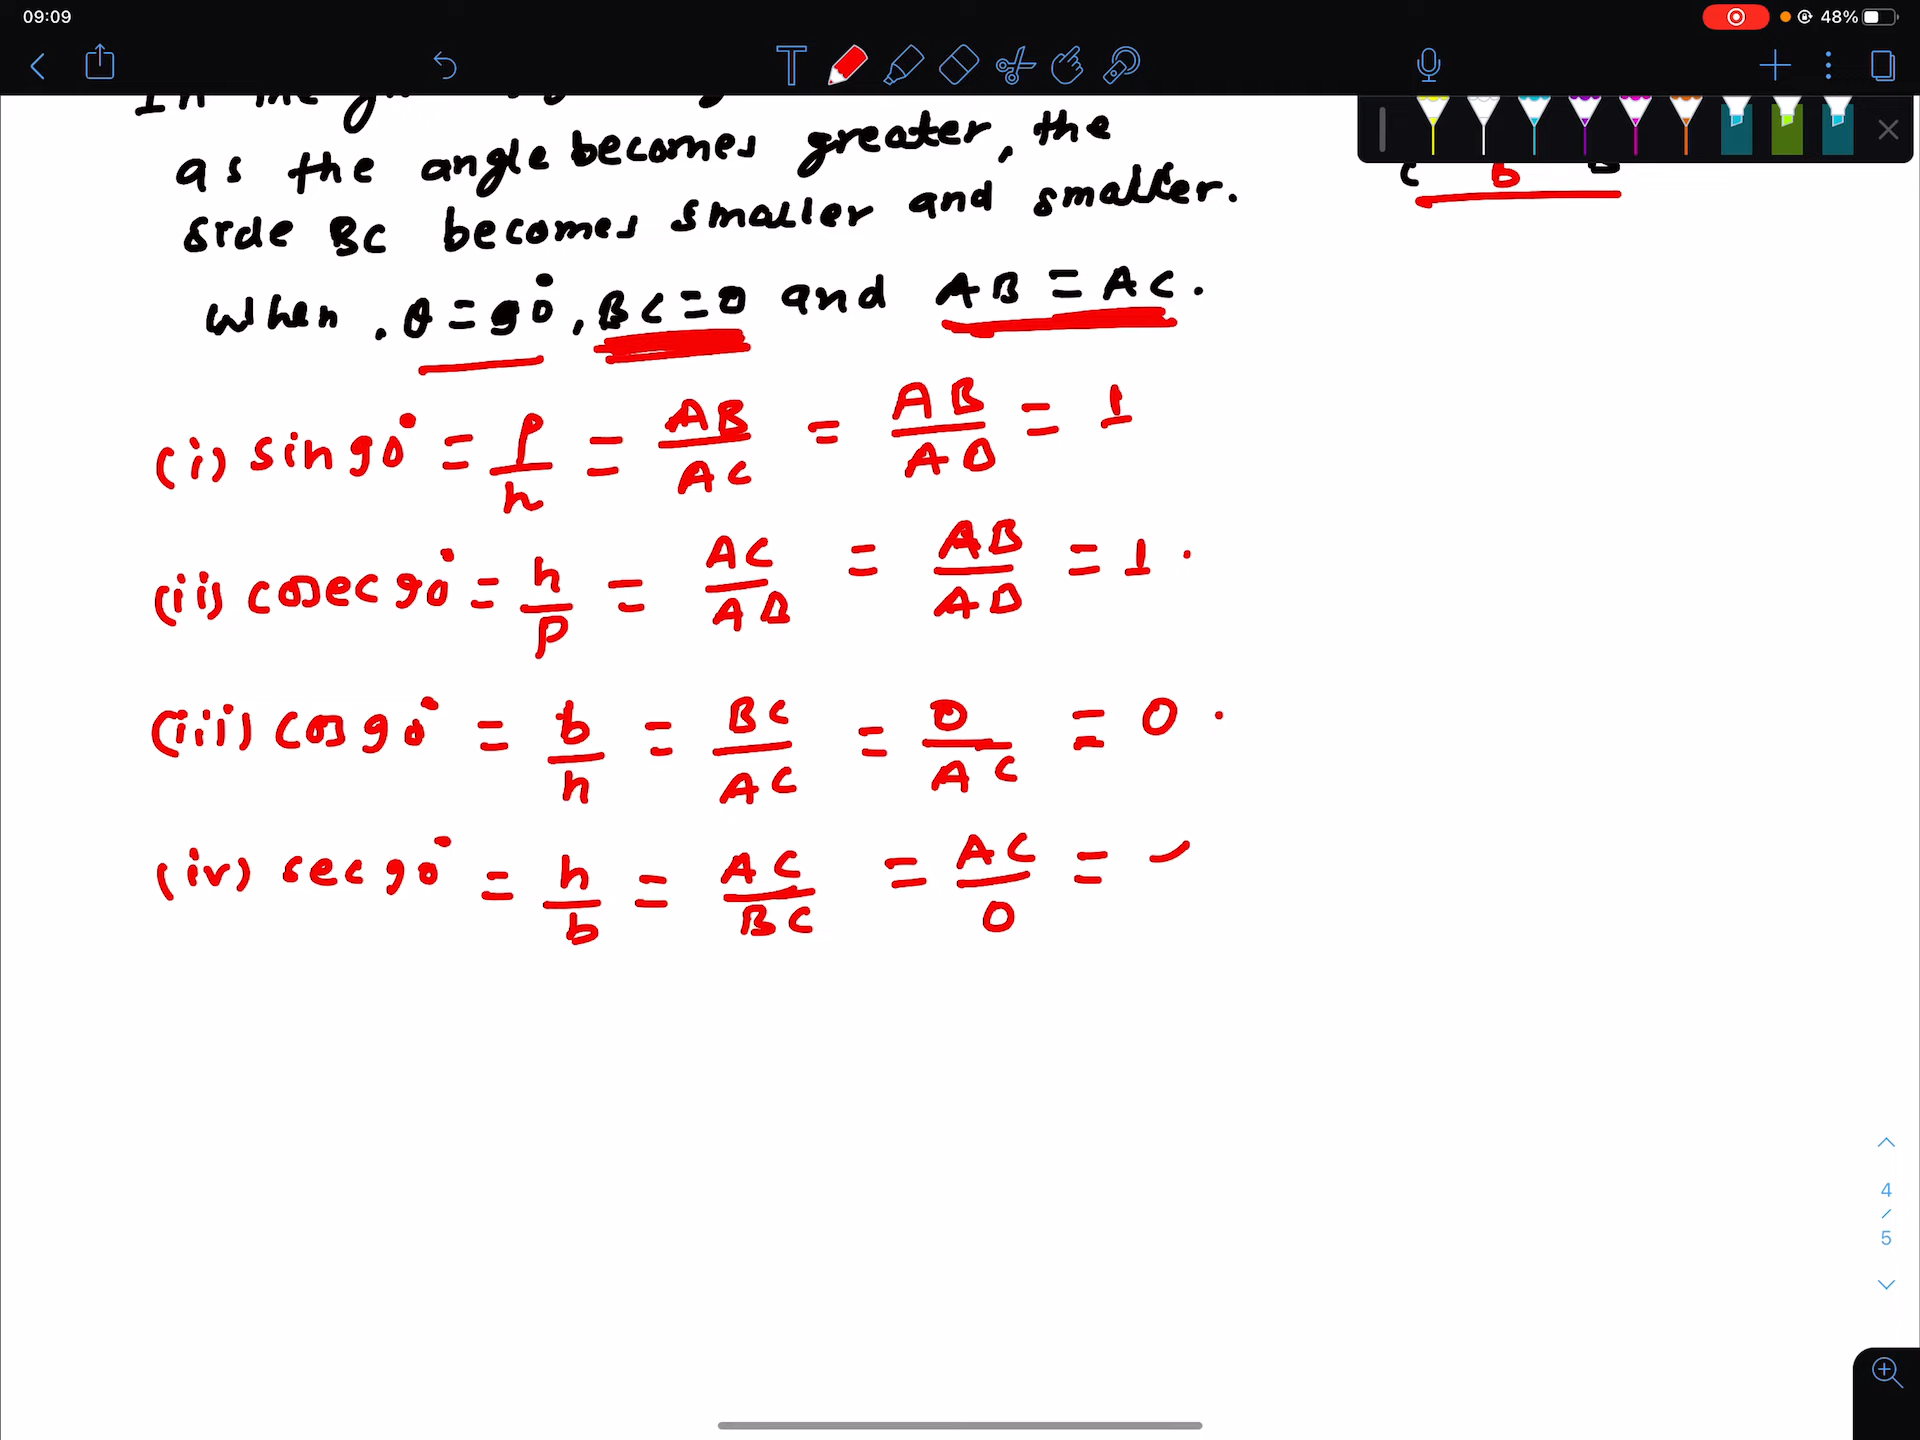 09:09
48%
In the
as the angle becomes greater, the
C b B
side BC becomes smaller and smaller.
when . θ = 90°, BC = 0 and AB = AC.
(i) sin 90° = p/h = AB/AC = AB/AB = 1
(ii) cosec 90° = h/p = AC/AB = AB/AB = 1 .
(iii) cos 90° = b/h = BC/AC = 0/AC = 0 .
(iv) sec 90° = h/b = AC/BC = AC/0 =
4
/
5